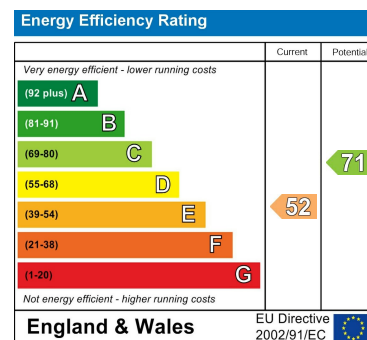 Energy Efficiency Rating
Current Potential
Very energy efficient - lower running costs
(92 plus) A
(81-91) B
(69-80) C
71
(55-68) D
(39-54) E
52
(21-38) F
(1-20) G
Not energy efficient - higher running costs
England & Wales
EU Directive
2002/91/EC